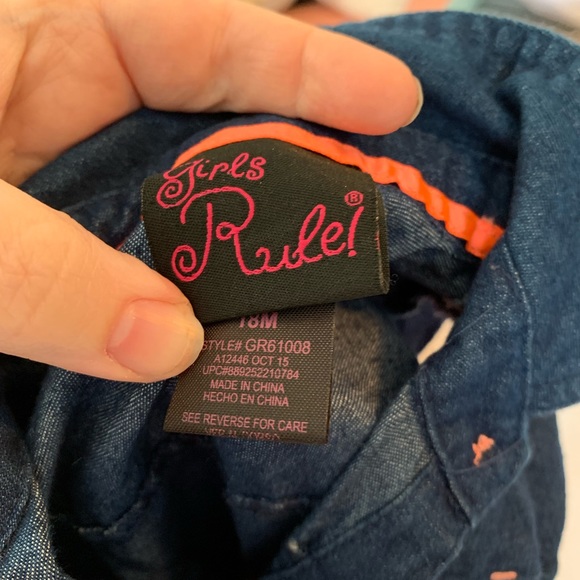 Girls
Rule!®
18M
STYLE# GR61008
A12446 OCT 15
UPC#889252210784
MADE IN CHINA
HECHO EN CHINA
SEE REVERSE FOR CARE